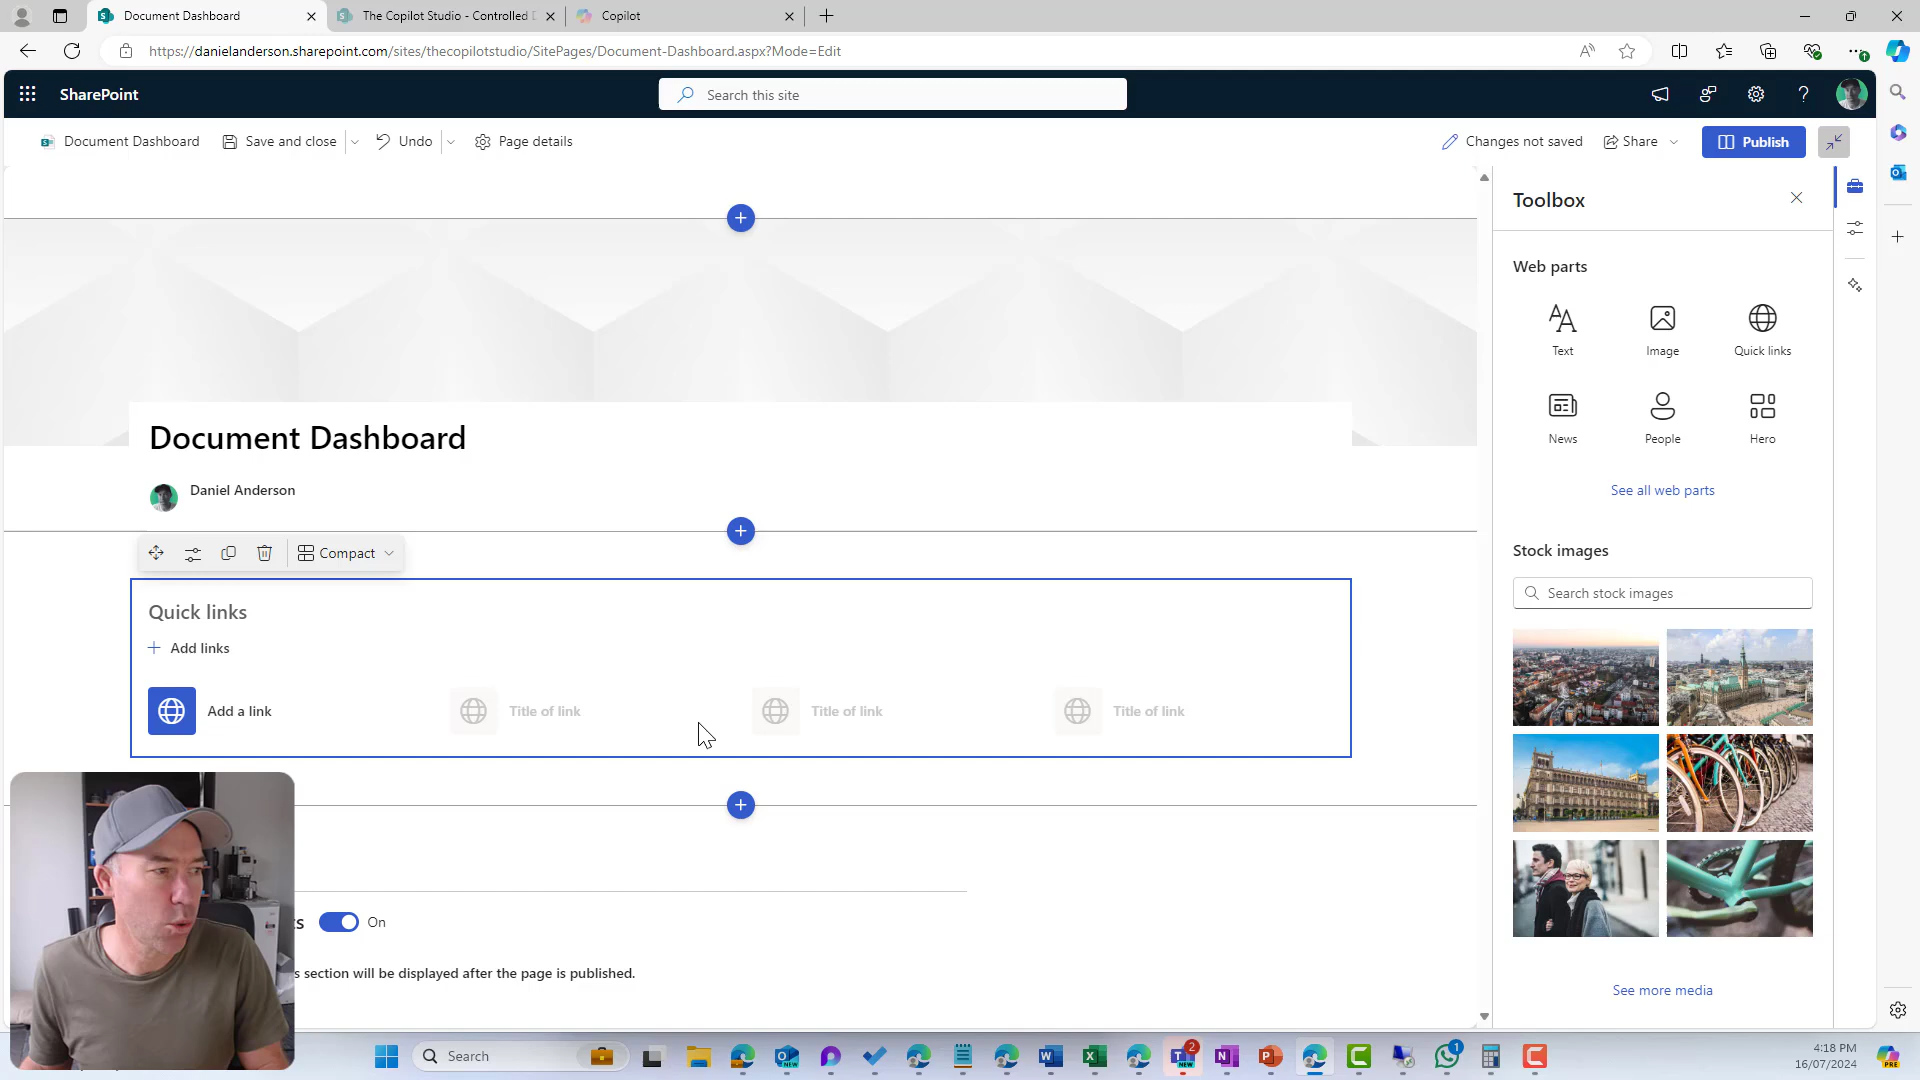 Document Dashboard
The Copilot Studio - Controlled D
Copilot
https://danielanderson.sharepoint.com/sites/thecopilotstudio/SitePages/Document-Dashboard.aspx?Mode=Edit
SharePoint
Search this site
Document Dashboard
Save and close
Undo
Page details
Changes not saved
Share
Publish
Toolbox
Web parts
Text
Image
Quick links
News
People
Hero
See all web parts
Stock images
Search stock images
See more media
Document Dashboard
Daniel Anderson
Compact
Quick links
Add links
Add a link
Title of link
Title of link
Title of link
On
section will be displayed after the page is published.
Search
NEW
NEW
2
1
4:18 PM
16/07/2024
PRE